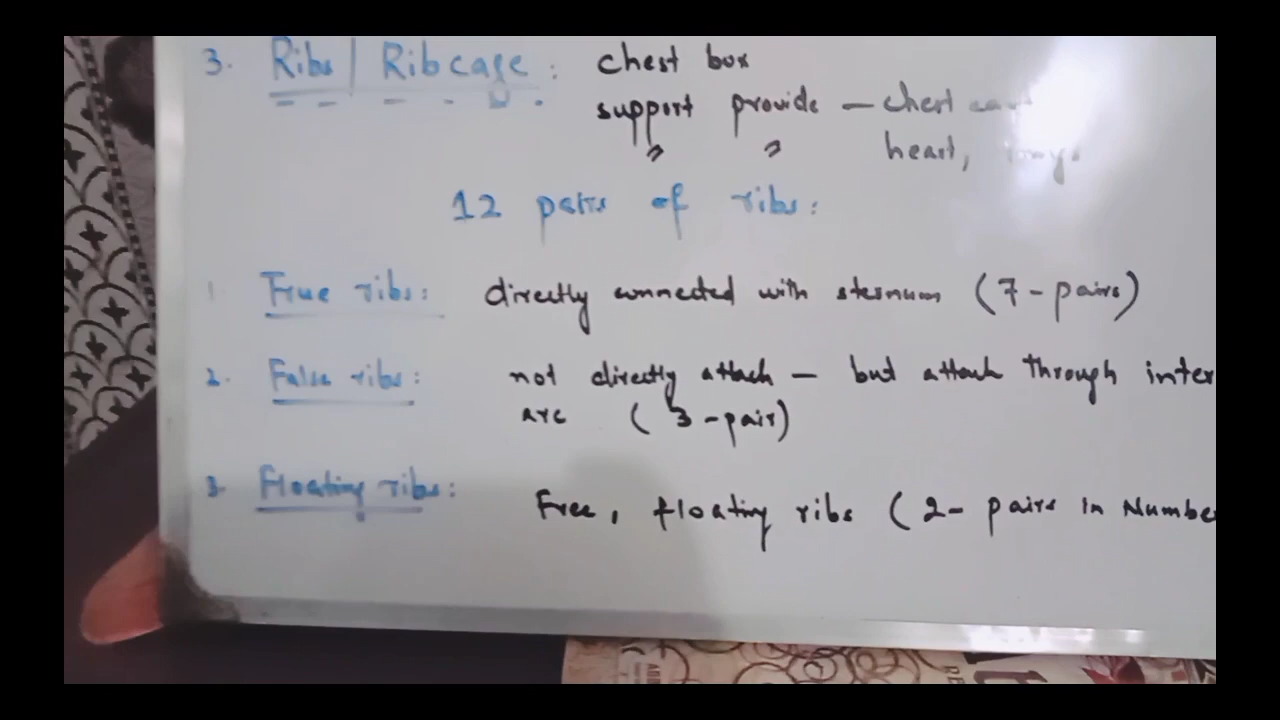 3. Ribs / Ribcage : chest box
support provide — chest
heart,
12 pairs of ribs:
1. True ribs: directly connected with sternum (7-pairs)
2. False ribs: not directly attach — but attach through inter
arc (3-pair)
3. Floating ribs: Free, floating ribs (2- pairs in Numbe